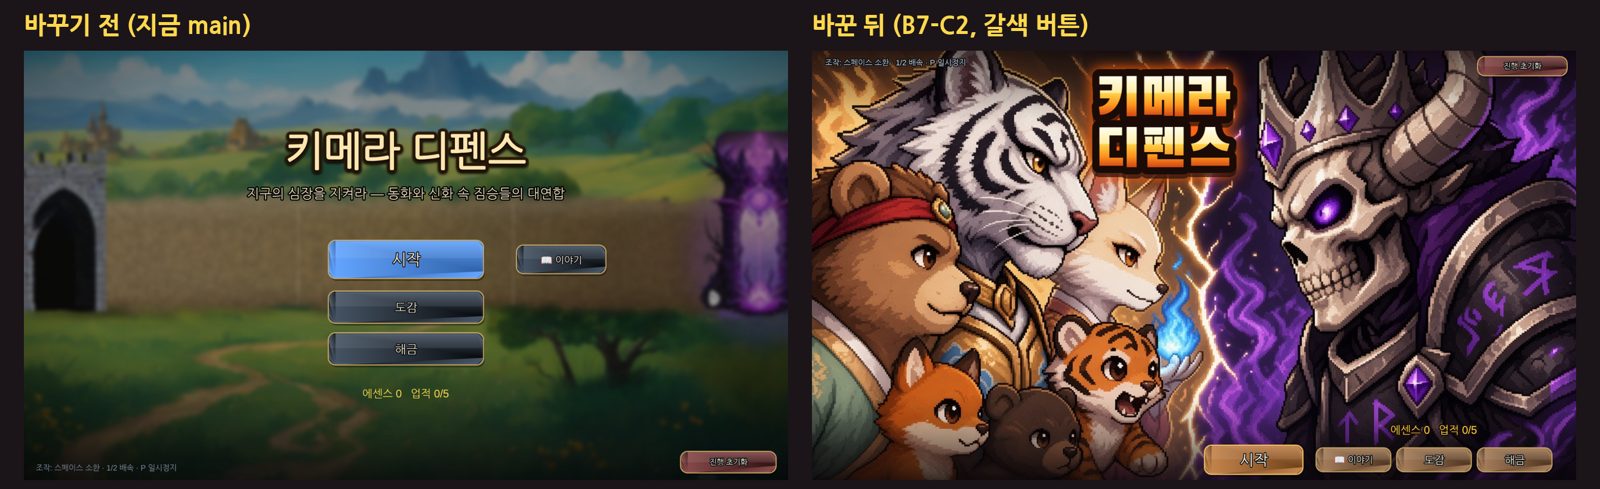 바꾸기 전 (지금 main)
키메라 디펜스
지구의 심장을 지켜라 — 동화와 신화 속 짐승들의 대연합
시작
📖 이야기
도감
해금
에센스 0 업적 0/5
조작: 스페이스 소환 · 1/2 배속 · P 일시정지
진행 초기화
바꾼 뒤 (B7-C2, 갈색 버튼)
조작: 스페이스 소환 · 1/2 배속 · P 일시정지
진행 초기화
키메라
디펜스
에센스 0 업적 0/5
시작
📖 이야기
도감
해금